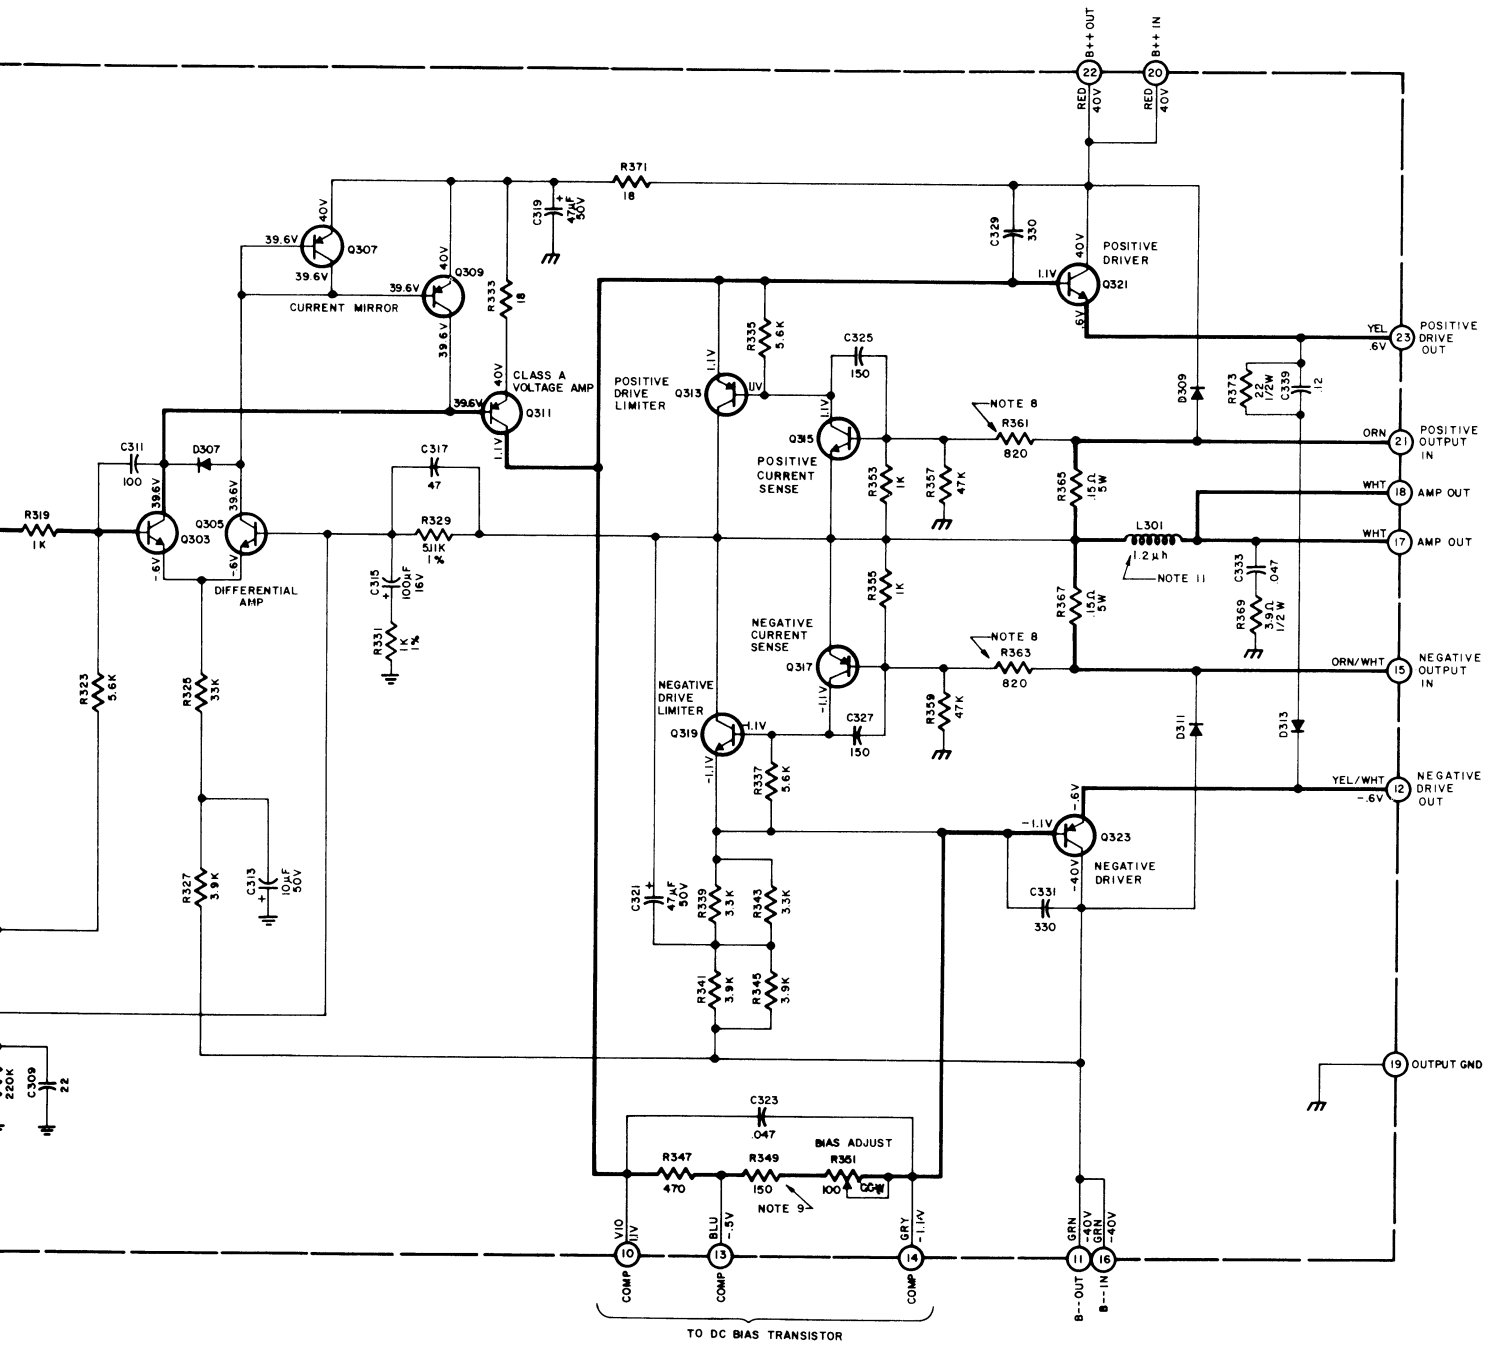 B++ OUT
B++ IN
22
20
RED
40V
RED
40V
R371
18
C319
+
47µF
50V
C329
330
40V
POSITIVE
DRIVER
1.1V
Q321
.6V
40V
39.6V
Q307
39.6V
CURRENT MIRROR
40V
Q309
39.6V
39.6V
R333
18
40V
CLASS A
VOLTAGE AMP
39.6V
Q311
1.1V
R335
5.6K
C325
150
1.1V
POSITIVE
DRIVE
LIMITER
Q313
1.1V
1.1V
Q315
POSITIVE
CURRENT
SENSE
NOTE 8
R361
820
R353
1K
R357
47K
R365
.15Ω
5W
D309
R373
22
1/2W
C339
.12
YEL
.6V
23
POSITIVE
DRIVE
OUT
ORN
21
POSITIVE
OUTPUT
IN
WHT
18
AMP OUT
WHT
17
AMP OUT
L301
1.2µh
NOTE 11
C333
.047
R369
3.9Ω
1/2W
C311
100
D307
39.6V
39.6V
R319
1K
Q303
Q305
-.6V
-.6V
DIFFERENTIAL
AMP
C317
47
R329
511K
1%
C315
+
100µF
16V
R331
1K
1%
R323
5.6K
R325
33K
R327
3.9K
C313
+
10µF
50V
R355
1K
R367
.15Ω
5W
NEGATIVE
CURRENT
SENSE
Q317
-1.1V
NOTE 8
R363
820
R359
47K
C327
150
NEGATIVE
DRIVE
LIMITER
Q319
-1.1V
-1.1V
R337
5.6K
ORN/WHT
15
NEGATIVE
OUTPUT
IN
D311
D313
YEL/WHT
-.6V
12
NEGATIVE
DRIVE
OUT
-.6V
-1.1V
Q323
-40V
NEGATIVE
DRIVER
C331
330
C321
+
47µF
50V
R339
3.3K
R343
3.3K
R341
3.9K
R345
3.9K
220K
C309
22
19
OUTPUT GND
C323
.047
BIAS ADJUST
R347
470
R349
150
R351
100
CCW
NOTE 9
VIO
1.1V
BLU
-.5V
GRY
-1.1V
GRN
-40V
GRN
-40V
10
13
14
11
16
COMP
COMP
COMP
B--OUT
B--IN
TO DC BIAS TRANSISTOR